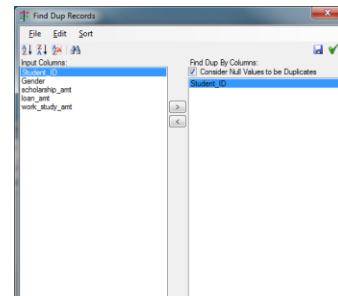 Find Dup Records
File Edit Sort
Input Columns:
Student_ID
Gender
scholarship_amt
loan_amt
work_study_amt
>
<
Find Dup By Columns:
Consider Null Values to be Duplicates
Student_ID